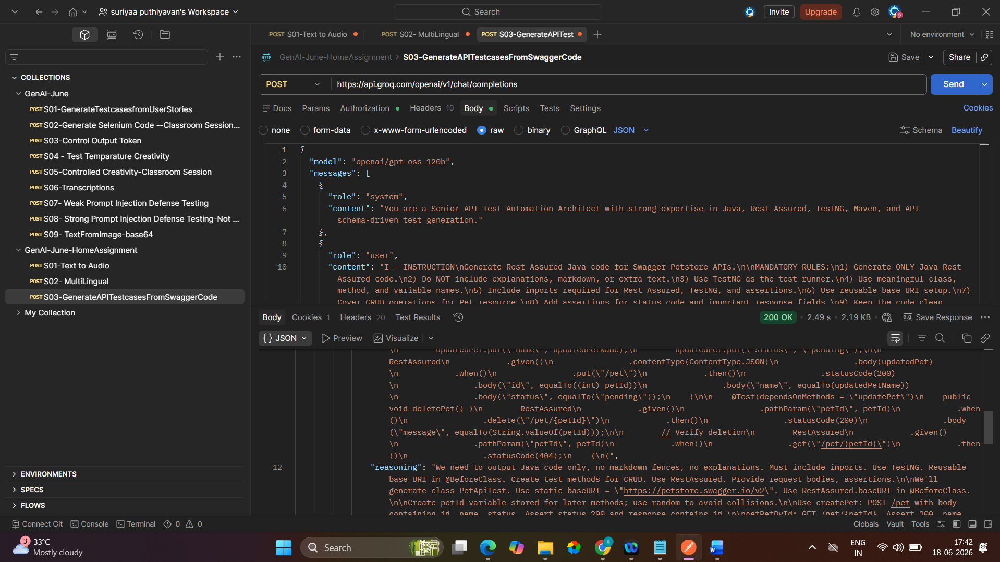 suriyaa puthiyavan's Workspace
Search
Invite
Upgrade
S
POST S01-Text to Audio
POST S02- MultiLingual
POST S03-GenerateAPITest
No environment
HTTP
GenAI-June-HomeAssignment > S03-GenerateAPITestcasesFromSwaggerCode
Save
Share
COLLECTIONS
GenAI-June
POST S01-GenerateTestcasesfromUserStories
POST S02-Generate Selenium Code --Classroom Session...
POST S03-Control Output Token
POST S04 - Test Temparature Creativity
POST S05-Controlled Creativity-Classroom Session
POST S06-Transcriptions
POST S07- Weak Prompt Injection Defense Testing
POST S08- Strong Prompt Injection Defense Testing-Not ...
POST S09- TextFromImage-base64
GenAI-June-HomeAssignment
POST S01-Text to Audio
POST S02- MultiLingual
POST S03-GenerateAPITestcasesFromSwaggerCode
My Collection
ENVIRONMENTS
SPECS
FLOWS
POST
https://api.groq.com/openai/v1/chat/completions
Send
Docs Params Authorization Headers 10 Body Scripts Tests Settings
Cookies
none form-data x-www-form-urlencoded raw binary GraphQL JSON
Schema Beautify
1 {
2 "model": "openai/gpt-oss-120b",
3 "messages": [
4 {
5 "role": "system",
6 "content": "You are a Senior API Test Automation Architect with strong expertise in Java, Rest Assured, TestNG, Maven, and API
schema-driven test generation."
7 },
8 {
9 "role": "user",
10 "content": "I — INSTRUCTION\nGenerate Rest Assured Java code for Swagger Petstore APIs.\n\nMANDATORY RULES:\n1) Generate ONLY Java Rest
Assured code.\n2) Do NOT include explanations, markdown, or extra text.\n3) Use TestNG as the test runner.\n4) Use meaningful class,
method, and variable names.\n5) Include imports required for Rest Assured, TestNG, and assertions.\n6) Use reusable base URI setup.\n7)
Cover CRUD operations for Pet resource.\n8) Add assertions for status code and important response fields.\n9) Keep the code clean
Body Cookies 1 Headers 20 Test Results
200 OK • 2.49 s • 2.19 KB
e.g. Save Response
{} JSON Preview Visualize
\n updatedPet.put(\"name\", updatedPetName);\n updatedPet.put(\"status\", \"pending\");\n\n
RestAssured\n .given()\n .contentType(ContentType.JSON)\n .body(updatedPet)
\n .when()\n .put(\"/pet\")\n .then()\n .statusCode(200)
\n .body(\"id\", equalTo((int) petId))\n .body(\"name\", equalTo(updatedPetName))
\n .body(\"status\", equalTo(\"pending\"));\n }\n\n @Test(dependsOnMethods = \"updatePet\")\n public
void deletePet() {\n RestAssured\n .given()\n .pathParam(\"petId\", petId)\n .when
()\n .delete(\"/pet/{petId}\")\n .then()\n .statusCode(200)\n .body
(\"message\", equalTo(String.valueOf(petId)));\n\n // Verify deletion\n RestAssured\n .given()
\n .pathParam(\"petId\", petId)\n .when()\n .get(\"/pet/{petId}\")\n .then
()\n .statusCode(404);\n }\n}",
12 "reasoning": "We need to output Java code only, no markdown fences, no explanations. Must include imports. Use TestNG. Reusable
base URI in @BeforeClass. Create test methods for CRUD. Use RestAssured. Provide request bodies, assertions.\n\nWe'll
generate class PetApiTest. Use static baseURI = \"https://petstore.swagger.io/v2\". Use RestAssured.baseURI in @BeforeClass.
\n\nCreate petId variable stored for later methods; use random to avoid collisions.\n\nUse createPet: POST /pet with body
containing id, name, status. Assert status 200 and response contains id.\n\ngetPetById: GET /pet/{petId}. Assert 200, name
Connect Git Console Terminal 0 0
Globals Vault Tools
3
33°C
Mostly cloudy
Search
S
ENG
IN
17:42
18-06-2026